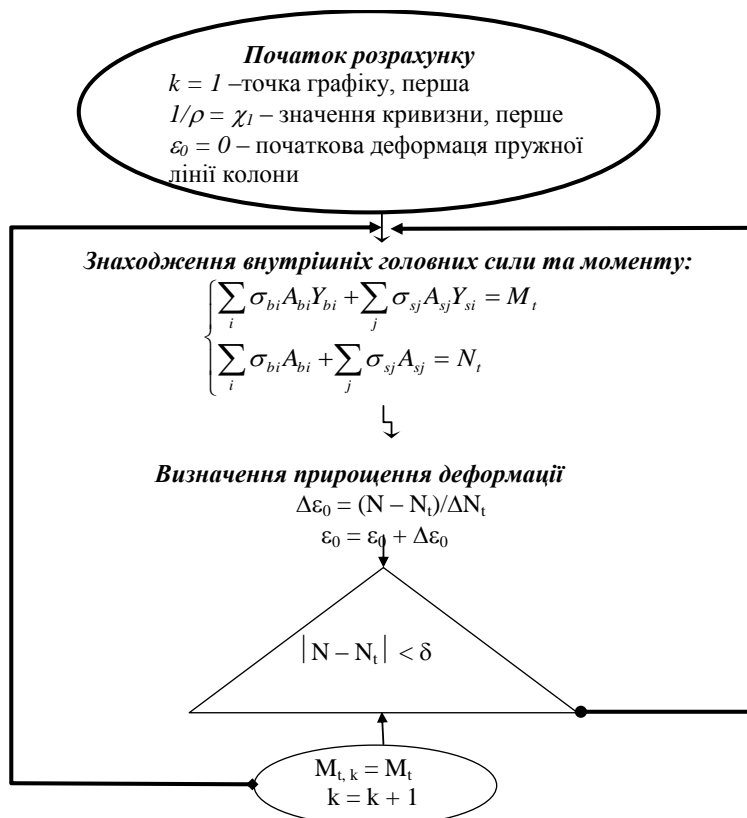 Початок розрахунку
k = 1 –точка графіку, перша
1/ρ = χ1 – значення кривизни, перше
ε0 = 0 – початкова деформаця пружної
лінії колони
Знаходження внутрішніх головних сили та моменту:
∑i σbi Abi Ybi + ∑j σsj Asj Ysi = Mt
∑i σbi Abi + ∑j σsj Asj = Nt
Визначення прирощення деформації
Δε0 = (N – Nt)/ΔNt
ε0 = ε0 + Δε0
|N – Nt| < δ
Mt, k = Mt
k = k + 1